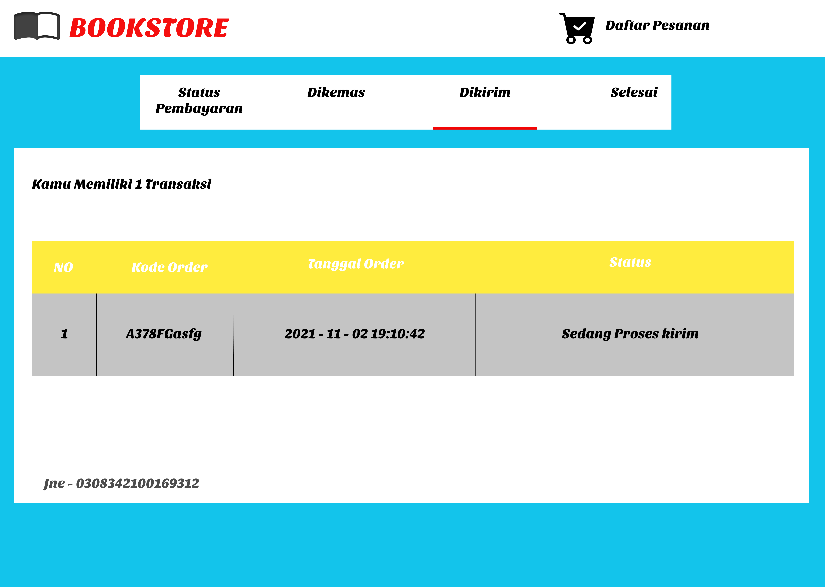 BOOKSTORE
Daftar Pesanan
Status
Pembayaran
Dikemas
Dikirim
Selesai
Kamu Memiliki 1 Transaksi
NO
Kode Order
Tanggal Order
Status
1
A378FGasfg
2021 - 11 - 02 19:10:42
Sedang Proses kirim
Jne - 0308342100169312